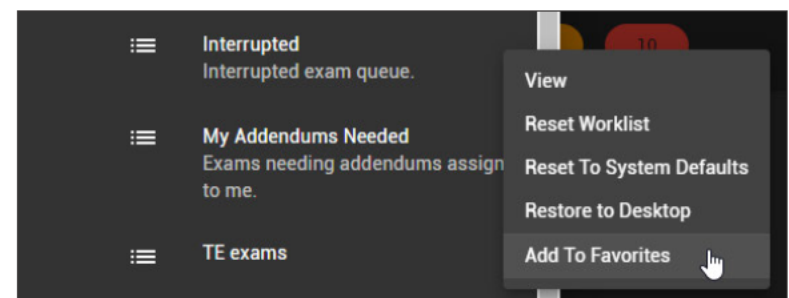 Interrupted
Interrupted exam queue.
My Addendums Needed
Exams needing addendums assign
to me.
TE exams
10
View
Reset Worklist
Reset To System Defaults
Restore to Desktop
Add To Favorites